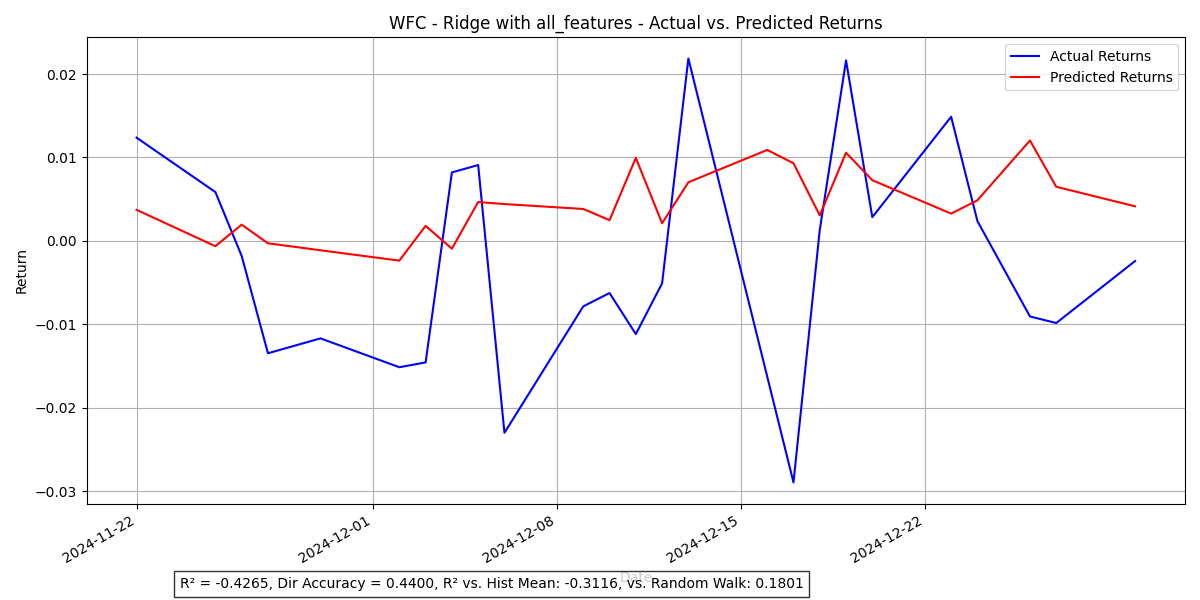 WFC - Ridge with all_features - Actual vs. Predicted Returns
Actual Returns
Predicted Returns
0.02
0.01
0.00
−0.01
−0.02
−0.03
Return
2024-11-22
2024-12-01
2024-12-08
2024-12-15
2024-12-22
Date
R² = -0.4265, Dir Accuracy = 0.4400, R² vs. Hist Mean: -0.3116, vs. Random Walk: 0.1801